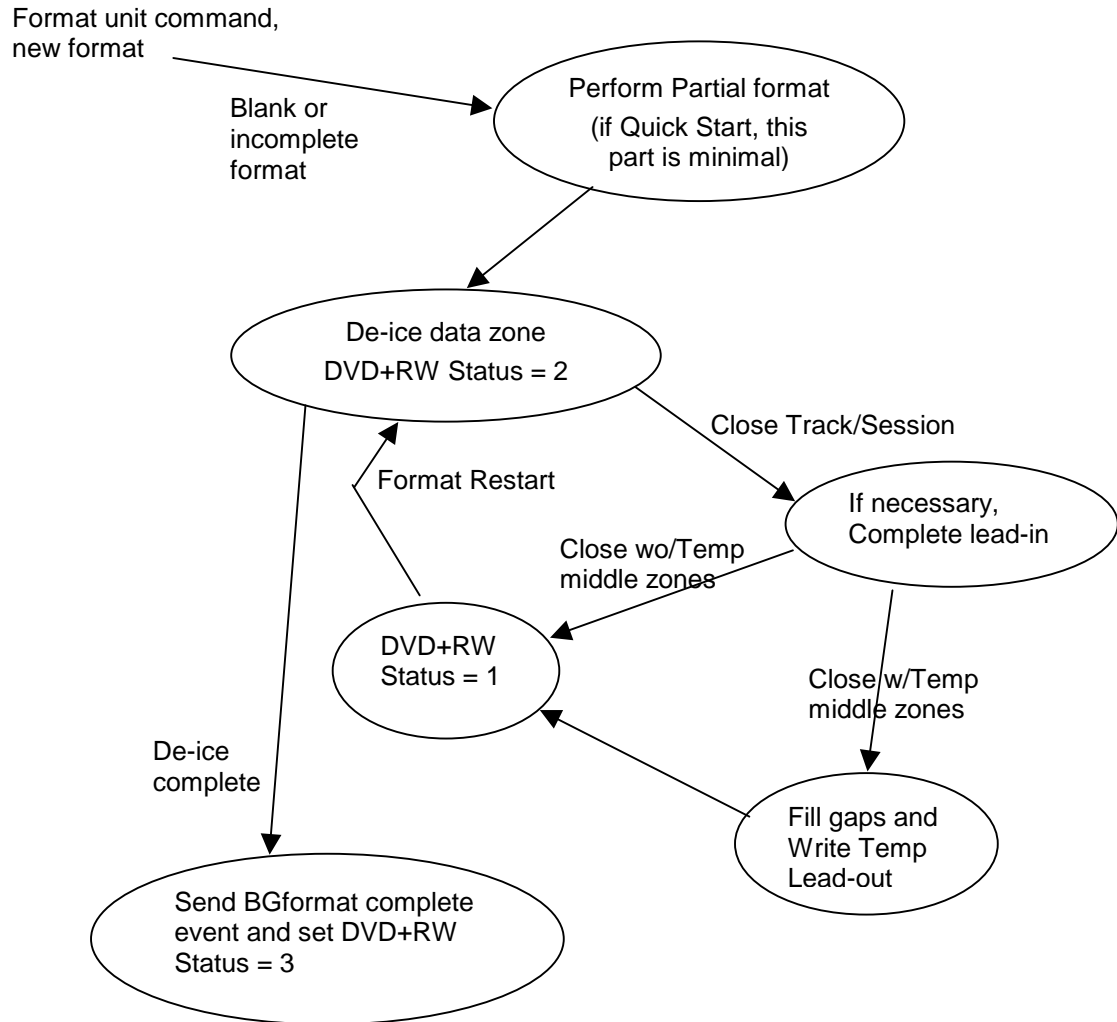 Format unit command,
new format
Blank or
incomplete
format
Perform Partial format
(if Quick Start, this
part is minimal)
De-ice data zone
DVD+RW Status = 2
Close Track/Session
Format Restart
If necessary,
Complete lead-in
Close wo/Temp
middle zones
DVD+RW
Status = 1
Close w/Temp
middle zones
De-ice
complete
Fill gaps and
Write Temp
Lead-out
Send BGformat complete
event and set DVD+RW
Status = 3